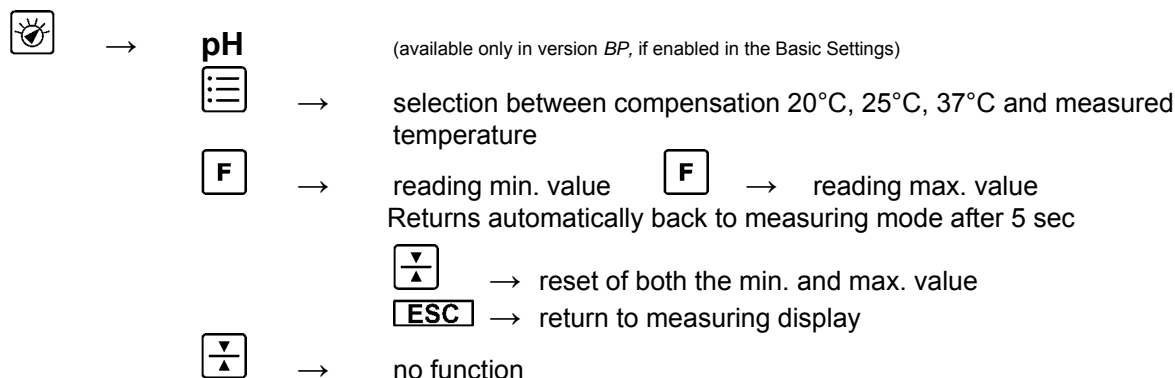 → pH (available only in version BP, if enabled in the Basic Settings)
→ selection between compensation 20°C, 25°C, 37°C and measured
temperature
F → reading min. value F → reading max. value
Returns automatically back to measuring mode after 5 sec
→ reset of both the min. and max. value
ESC → return to measuring display
→ no function